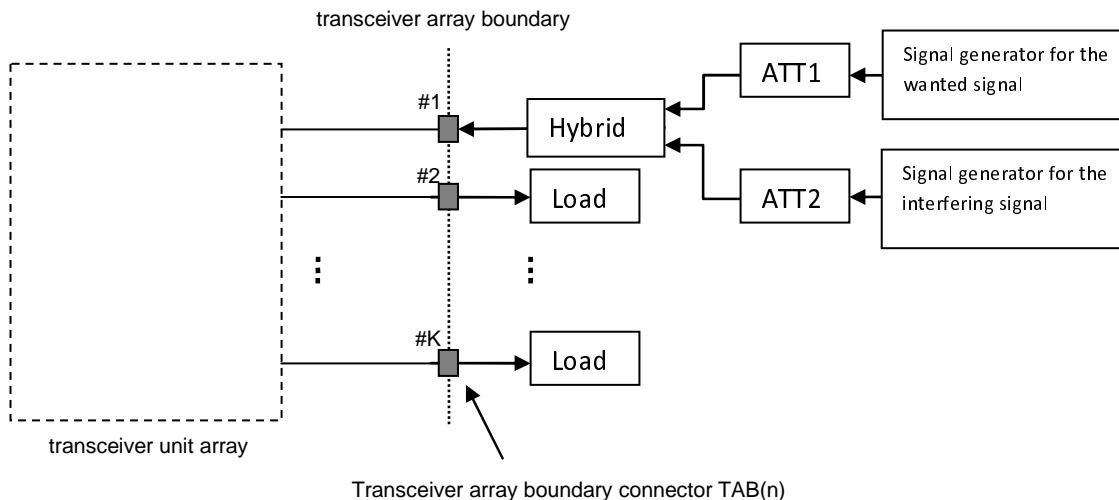 transceiver array boundary
#1
Hybrid
ATT1
Signal generator for the
wanted signal
#2
Load
ATT2
Signal generator for the
interfering signal
#K
Load
transceiver unit array
Transceiver array boundary connector TAB(n)